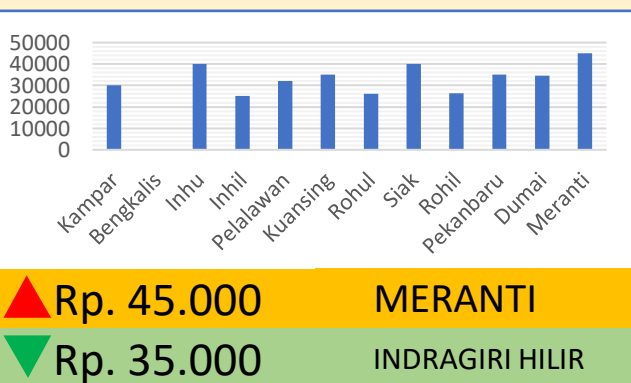 50000
40000
30000
20000
10000
0
Kampar
Bengkalis
Inhu
Inhil
Pelalawan
Kuansing
Rohul
Siak
Rohil
Pekanbaru
Dumai
Meranti
Rp. 45.000 MERANTI
Rp. 35.000 INDRAGIRI HILIR